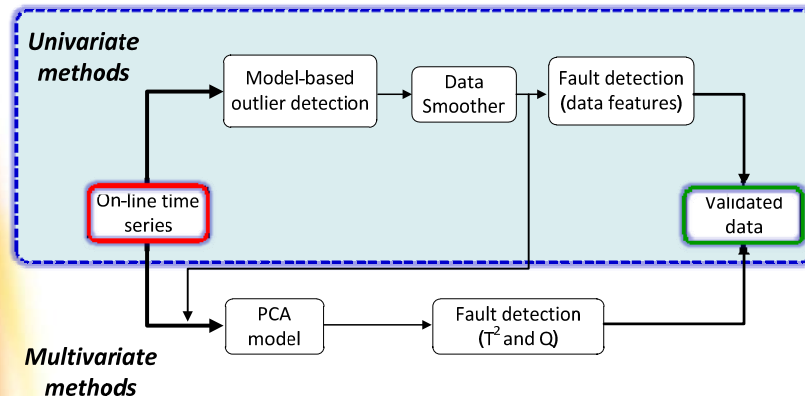 Univariate
methods
Model-based
outlier detection
Data
Smoother
Fault detection
(data features)
On-line time
series
Validated
data
PCA
model
Fault detection
(T² and Q)
Multivariate
methods